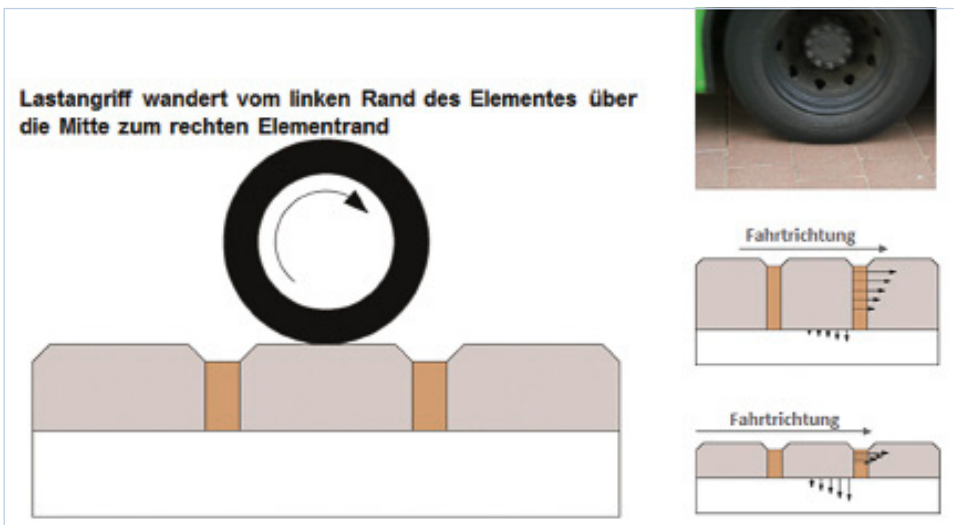 Lastangriff wandert vom linken Rand des Elementes über
die Mitte zum rechten Elementrand
Fahrtrichtung
Fahrtrichtung